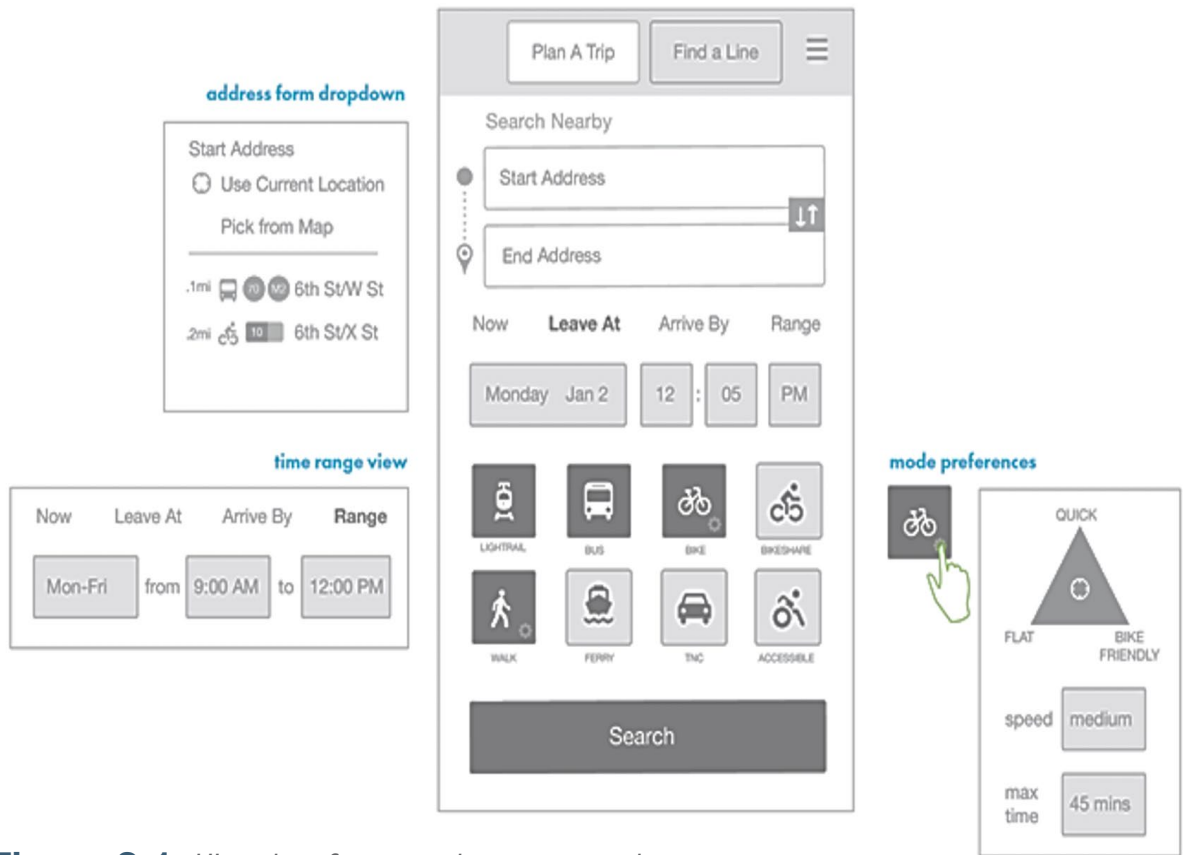 Plan A Trip
Find a Line
address form dropdown
Start Address
Use Current Location
Pick from Map
.1mi 70 M2 6th St/W St
.2mi 10 6th St/X St
Search Nearby
Start Address
End Address
Now Leave At Arrive By Range
Monday Jan 2 12 : 05 PM
time range view
Now Leave At Arrive By Range
Mon-Fri from 9:00 AM to 12:00 PM
LIGHTRAIL BUS BIKE BIKESHARE
WALK FERRY TNC ACCESSIBLE
Search
mode preferences
QUICK
FLAT
BIKE
FRIENDLY
speed medium
max
time
45 mins